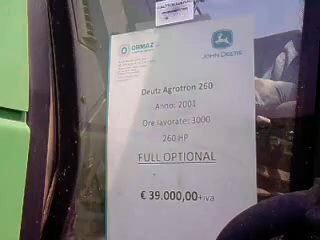 JOHN DEERE
Deutz Agrotron 260
Anno: 2001
Ore lavorate: 3000
260 HP
FULL OPTIONAL
€ 39.000,00+iva